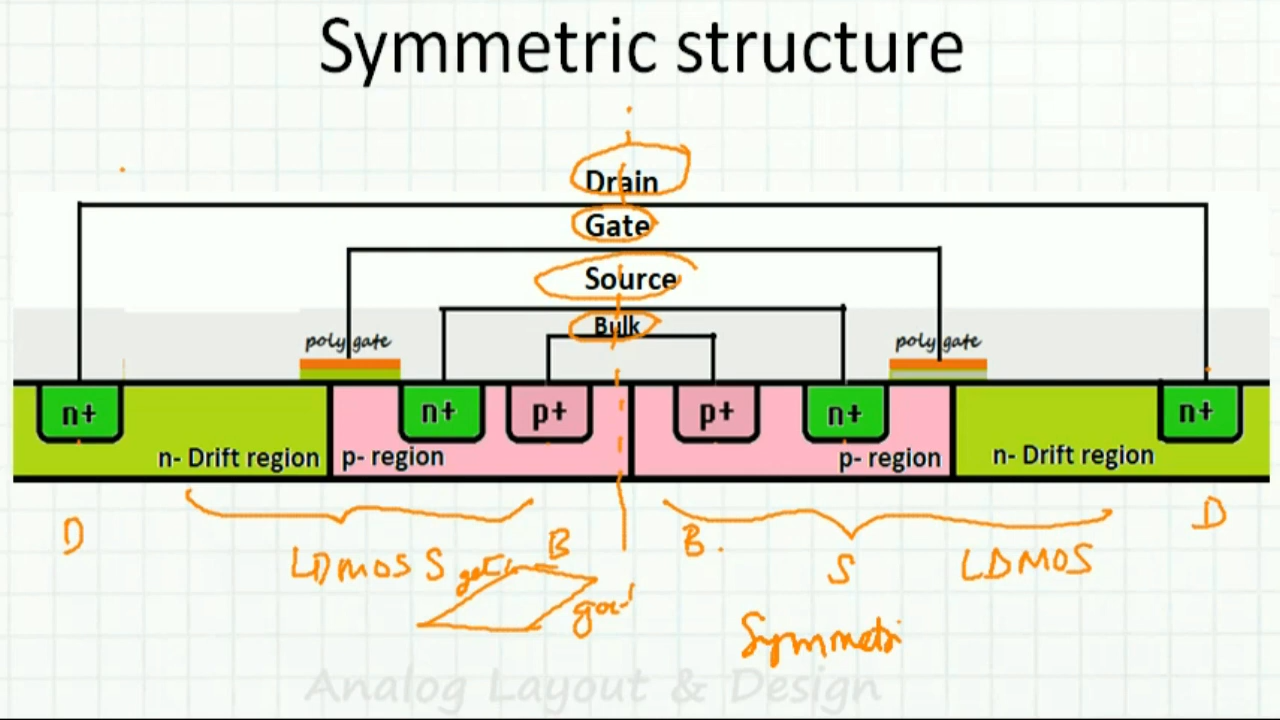 Symmetric structure
Drain
Gate
Source
Bulk
poly gate poly gate
n+ n+ p+ p+ n+ n+
n- Drift region p- region p- region n- Drift region
D B B. D
LDMOS S S LDMOS
Symmetri
Analog Layout & Design